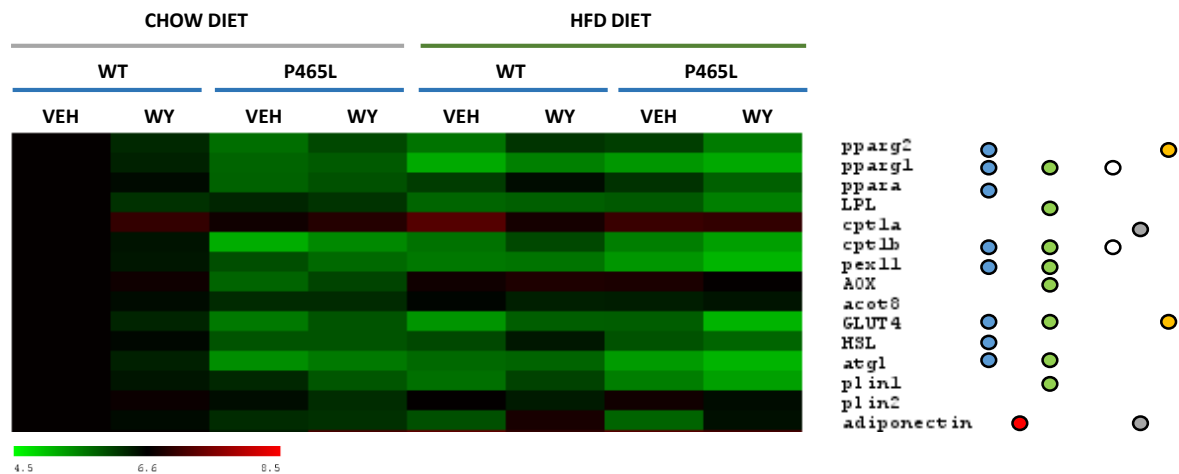 CHOW DIET HFD DIET
WT P465L WT P465L
VEH WY VEH WY VEH WY VEH WY
pparg2
pparg1
ppara
LPL
cpt1a
cpt1b
pex11
AOX
acot8
GLUT4
HSL
atgl
plin1
plin2
adiponectin
4.5 6.6 8.5